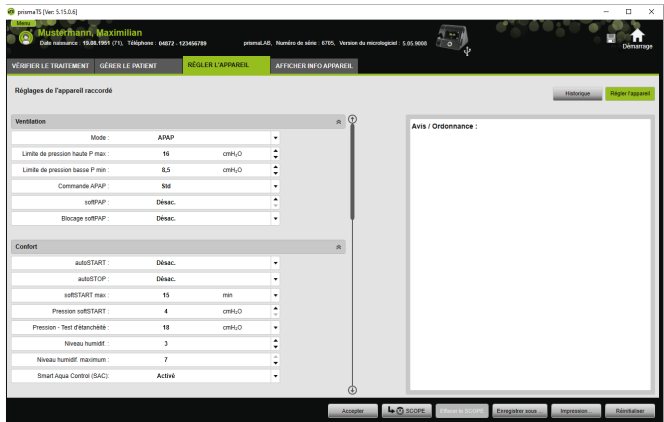 prismaTS [Ver: 5.15.0.6]
Menu
Mustermann, Maximilian
Date naissance : 19.08.1951 (71), Téléphone : 04872 - 123456789
prismaLAB, Numéro de série : 6705, Version du micrologiciel : 5.05.9008
Démarrage
VÉRIFIER LE TRAITEMENT GÉRER LE PATIENT RÉGLER L'APPAREIL AFFICHER INFO APPAREIL
Réglages de l'appareil raccordé
Historique Régler l'appareil
Ventilation
Mode : APAP
Limite de pression haute P max : 16 cmH₂O
Limite de pression basse P min : 8,5 cmH₂O
Commande APAP : Std
softPAP : Désac.
Blocage softPAP : Désac.
Confort
autoSTART : Désac.
autoSTOP : Désac.
softSTART max : 15 min
Pression softSTART : 4 cmH₂O
Pression - Test d'étanchéité : 18 cmH₂O
Niveau humidif. : 3
Niveau humidif. maximum : 7
Smart Aqua Control (SAC): Activé
Avis / Ordonnance :
Accepter SCOPE Effacer le SCOPE Enregistrer sous ... Impression... Réinitialiser